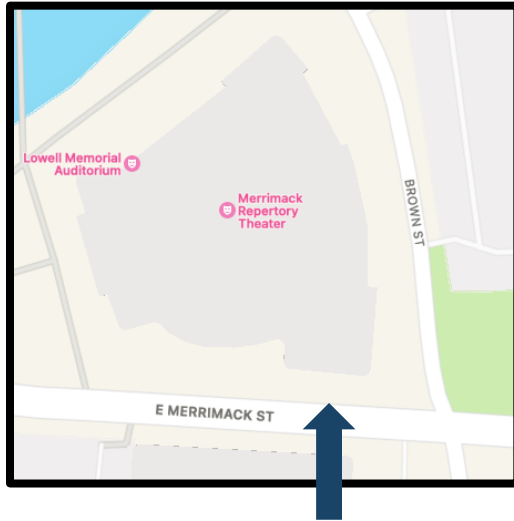 Lowell Memorial
Auditorium
Merrimack
Repertory
Theater
BROWN ST
E MERRIMACK ST